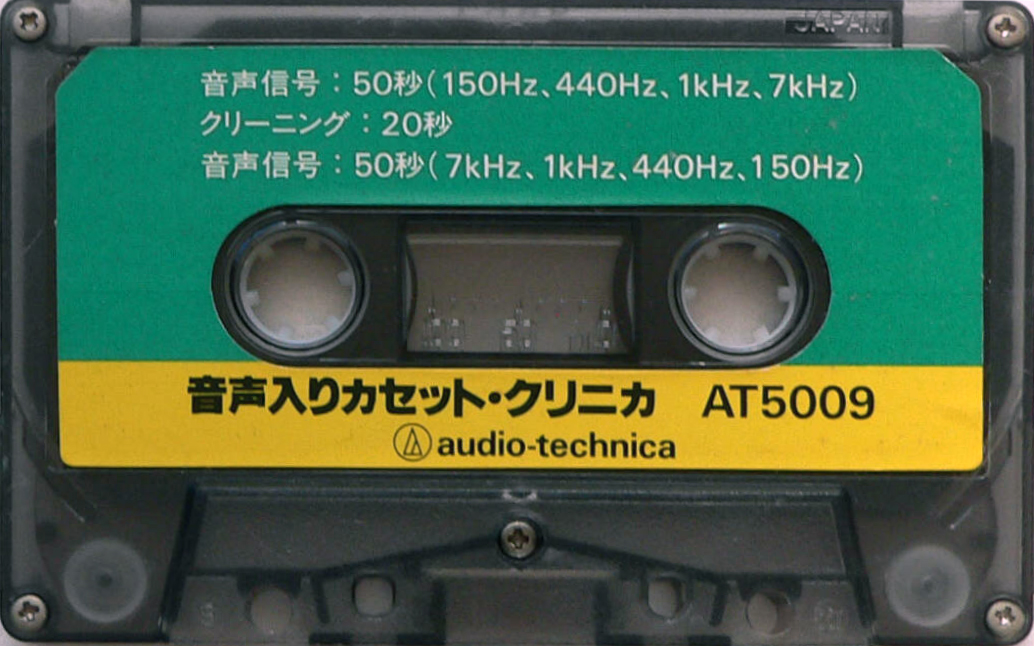 JAPAN
音声信号：50秒（150Hz、440Hz、1kHz、7kHz）
クリーニング：20秒
音声信号：50秒（7kHz、1kHz、440Hz、150Hz）
音声入りカセット・クリニカ AT5009
audio-technica